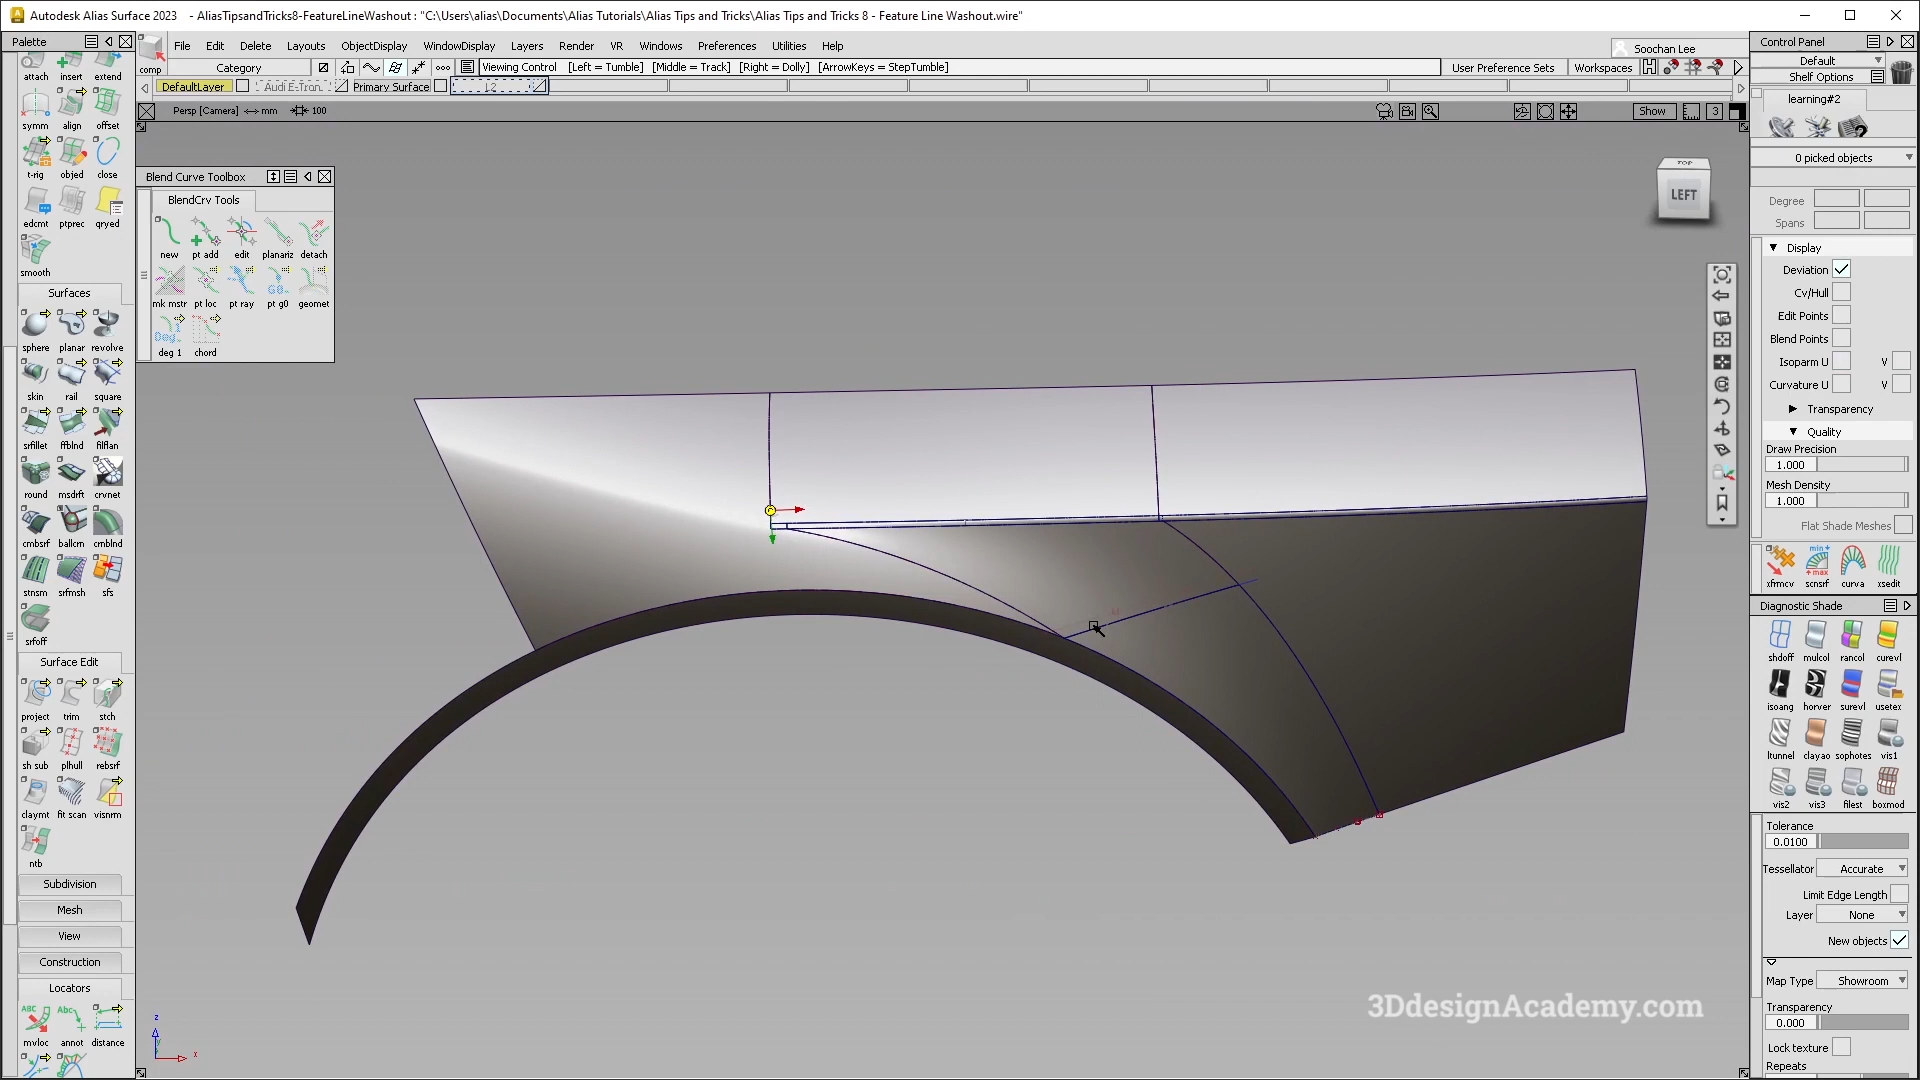 Autodesk Alias Surface 2023 - AliasTipsandTricks8-FeatureLineWashout : "C:\Users\alias\Documents\Alias Tutorials\Alias Tips and Tricks\Alias Tips and Tricks 8 - Feature Line Washout.wire"
Palette
File Edit Delete Layouts ObjectDisplay WindowDisplay Layers Render VR Windows Preferences Utilities Help
Soochan Lee
comp
Category
Viewing Control [Left = Tumble] [Middle = Track] [Right = Dolly] [ArrowKeys = StepTumble]
User Preference Sets Workspaces
DefaultLayer Audi E-Tron. Primary Surface L2
Persp [Camera] <-> mm 100
Show 3
attach insert extend
symm align offset
t-rig objed close
edcmt ptprec qryed
smooth
Surfaces
sphere planar revolve
skin rail square
srfillet ffblnd filflan
round msdrft crvnet
cmbsrf ballcrn cmblnd
stnsm srfmsh sfs
srfoff
Surface Edit
project trim stch
sh sub plhull rebsrf
claymt fit scan visnrm
ntb
Subdivision
Mesh
View
Construction
Locators
mvloc annot distance
Blend Curve Toolbox
BlendCrv Tools
new pt add edit planariz detach
mk mstr pt loc pt ray pt g0 geomet
deg 1 chord
TOP
LEFT
z
x
3DdesignAcademy.com
Control Panel
Default
Shelf Options
learning#2
0 picked objects
Degree
Spans
Display
Deviation
Cv/Hull
Edit Points
Blend Points
Isoparm U V
Curvature U V
Transparency
Quality
Draw Precision
1.000
Mesh Density
1.000
Flat Shade Meshes
xfrmcv scnsrf curva xsedit
Diagnostic Shade
shdoff mulcol rancol curevl
isoang horver surevl usetex
ltunnel clayao sophotes vis1
vis2 vis3 filest boxmod
Tolerance
0.0100
Tessellator Accurate
Limit Edge Length
Layer None
New objects
Map Type Showroom
Transparency
0.000
Lock texture
Repeats